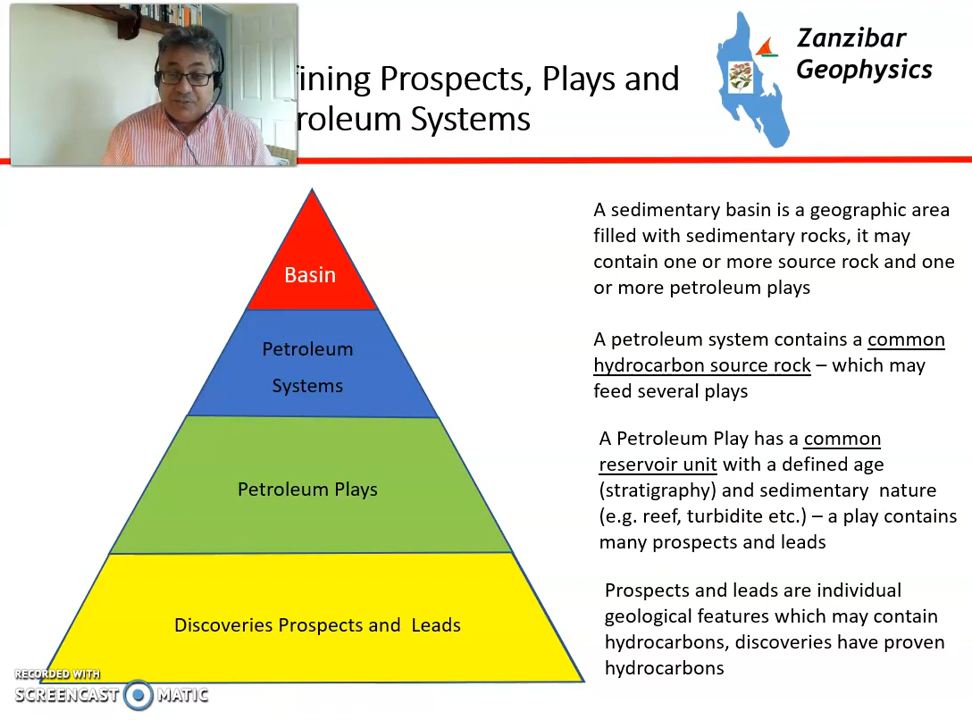 Zanzibar
Geophysics
fining Prospects, Plays and
roleum Systems
Basin
Petroleum
Systems
Petroleum Plays
Discoveries Prospects and Leads
A sedimentary basin is a geographic area
filled with sedimentary rocks, it may
contain one or more source rock and one
or more petroleum plays
A petroleum system contains a common
hydrocarbon source rock – which may
feed several plays
A Petroleum Play has a common
reservoir unit with a defined age
(stratigraphy) and sedimentary nature
(e.g. reef, turbidite etc.) – a play contains
many prospects and leads
Prospects and leads are individual
geological features which may contain
hydrocarbons, discoveries have proven
hydrocarbons
RECORDED WITH
SCREENCAST MATIC